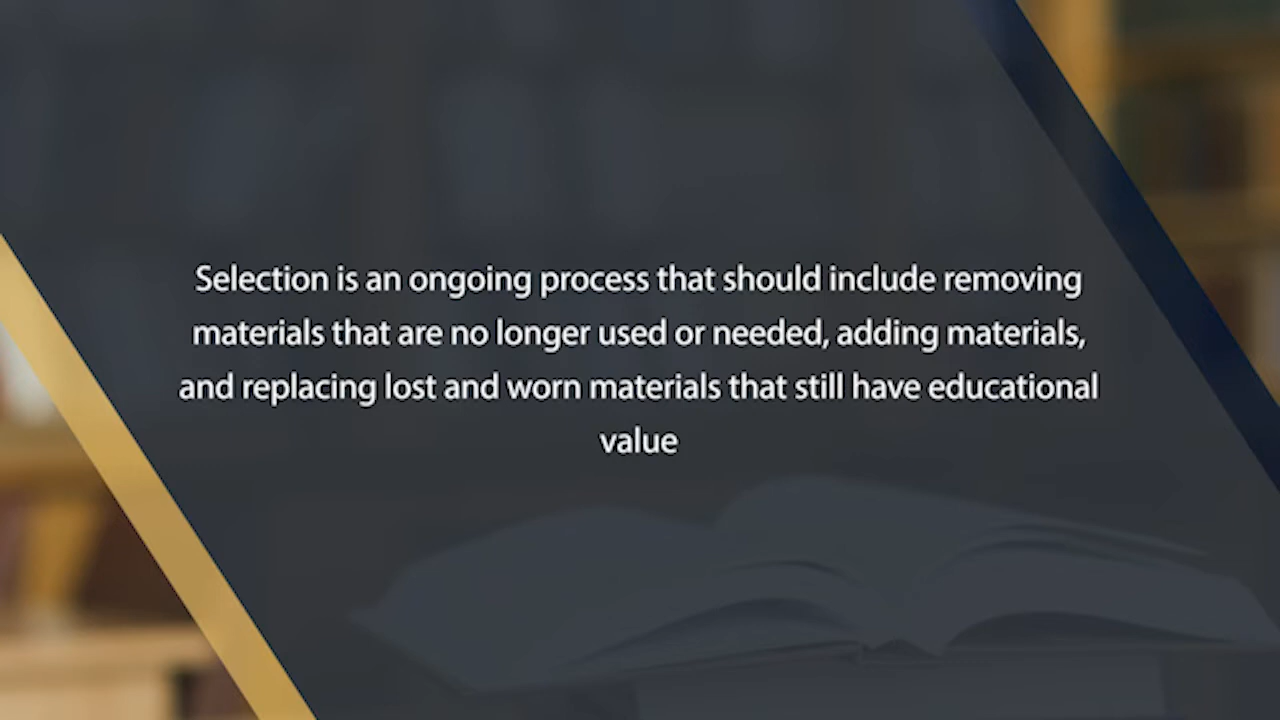 Selection is an ongoing process that should include removing
materials that are no longer used or needed, adding materials,
and replacing lost and worn materials that still have educational
value